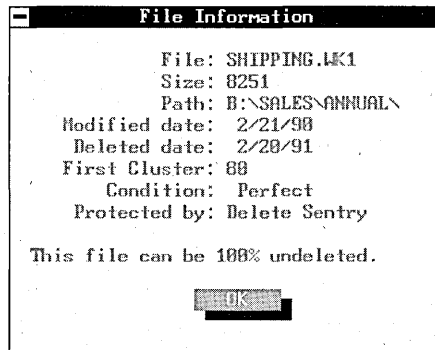 File Information
File: SHIPPING.WK1
Size: 8251
Path: B:\SALES\ANNUAL\
Modified date: 2/21/90
Deleted date: 2/20/91
First Cluster: 80
Condition: Perfect
Protected by: Delete Sentry
This file can be 100% undeleted.
OK